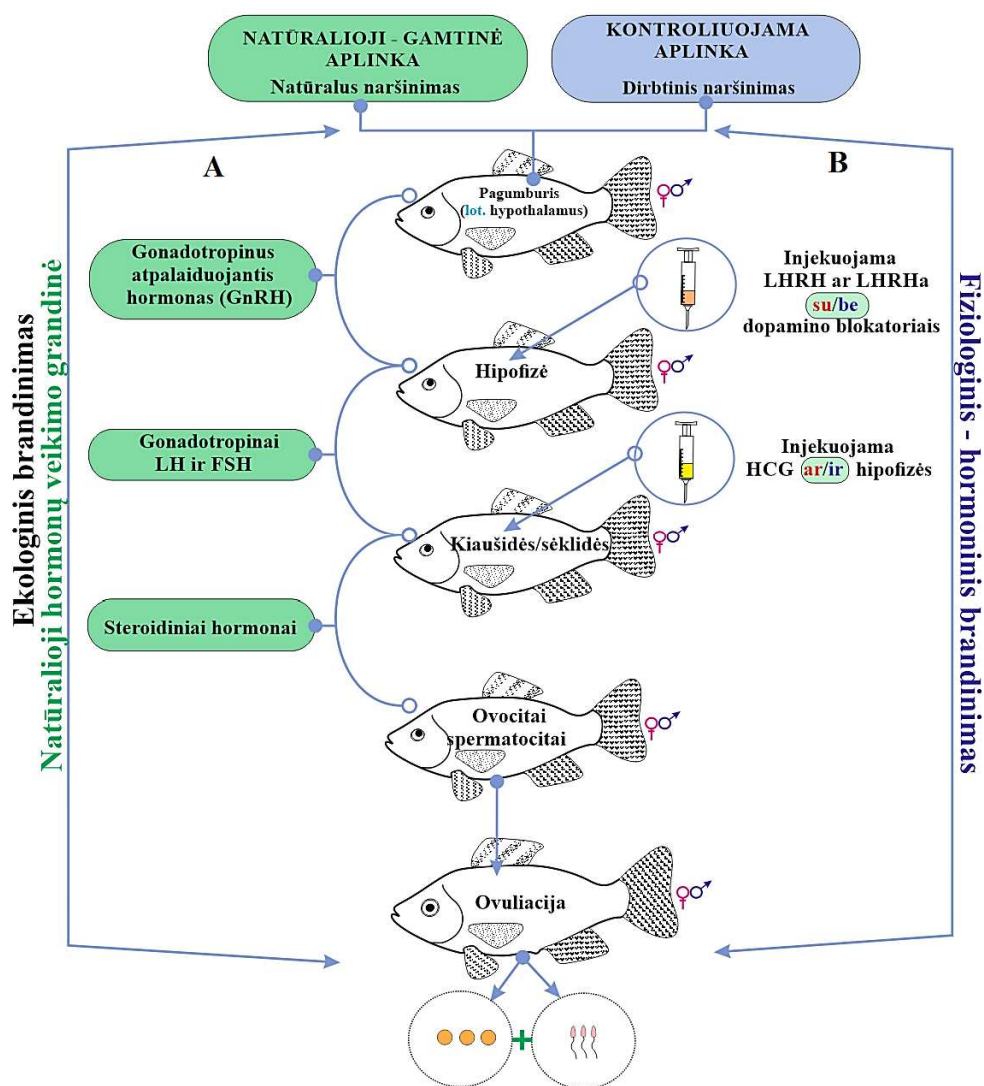 NATŪRALIOJI - GAMTINĖ
APLINKA
Natūralus naršinimas
KONTROLIUOJAMA
APLINKA
Dirbtinis naršinimas
A
B
Pagumburis
(lot. hypothalamus)
Gonadotropinus
atpalaiduojantis
hormonas (GnRH)
Injekuojama
LHRH ar LHRHa
su/be
dopamino blokatoriais
Hipofizė
Gonadotropinai
LH ir FSH
Injekuojama
HCG ar/ir hipofizės
Kiaušidės/sėklidės
Steroidiniai hormonai
Ovocitai
spermatocitai
Ovuliacija
+
Ekologinis brandinimas
Natūralioji hormonų veikimo grandinė
Fiziologinis - hormoninis brandinimas